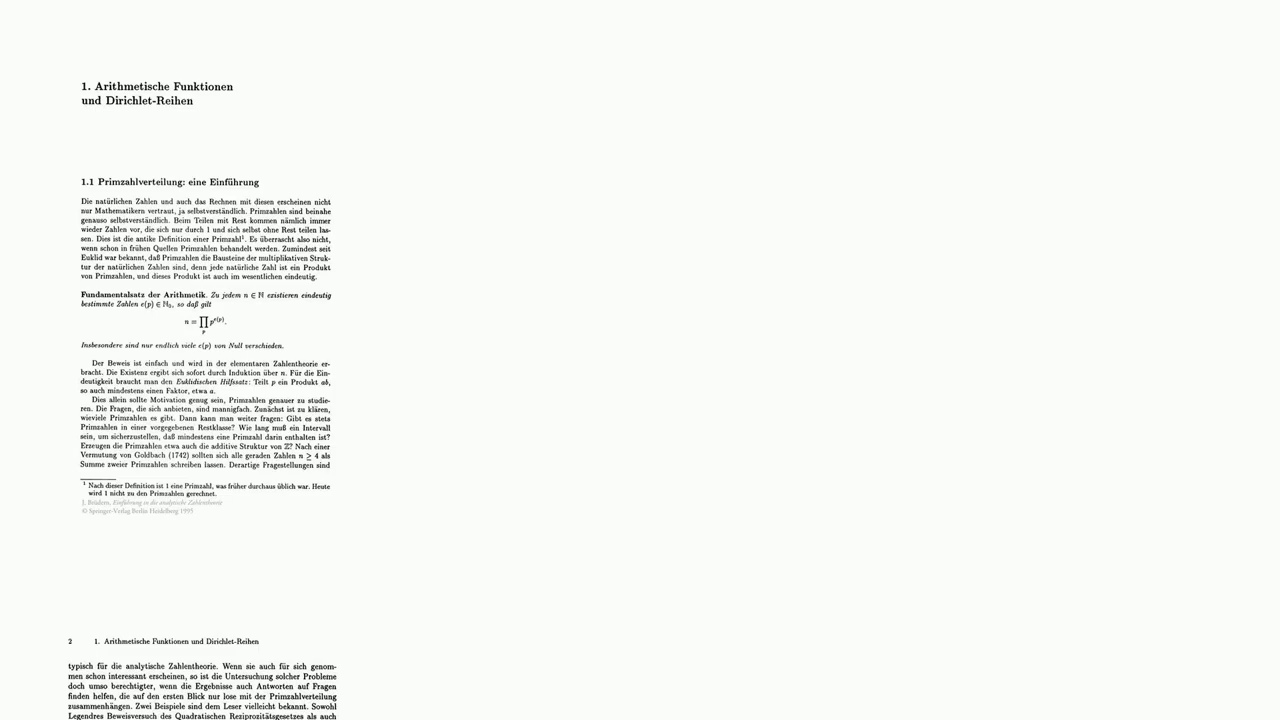 1. Arithmetische Funktionen
und Dirichlet-Reihen
1.1 Primzahlverteilung: eine Einführung
Die natürlichen Zahlen und auch das Rechnen mit diesen erscheinen nicht
nur Mathematikern vertraut, ja selbstverständlich. Primzahlen sind beinahe
genauso selbstverständlich. Beim Teilen mit Rest kommen nämlich immer
wieder Zahlen vor, die sich nur durch 1 und sich selbst ohne Rest teilen las-
sen. Dies ist die antike Definition einer Primzahl¹. Es überrascht also nicht,
wenn schon in frühen Quellen Primzahlen behandelt werden. Zumindest seit
Euklid war bekannt, daß Primzahlen die Bausteine der multiplikativen Struk-
tur der natürlichen Zahlen sind, denn jede natürliche Zahl ist ein Produkt
von Primzahlen, und dieses Produkt ist auch im wesentlichen eindeutig.
Fundamentalsatz der Arithmetik. Zu jedem n ∈ ℕ existieren eindeutig
bestimmte Zahlen e(p) ∈ ℕ₀, so daß gilt
n = ∏ₚ p^{e(p)}.
Insbesondere sind nur endlich viele e(p) von Null verschieden.
Der Beweis ist einfach und wird in der elementaren Zahlentheorie er-
bracht. Die Existenz ergibt sich sofort durch Induktion über n. Für die Ein-
deutigkeit braucht man den Euklidischen Hilfssatz: Teilt p ein Produkt ab,
so auch mindestens einen Faktor, etwa a.
Dies allein sollte Motivation genug sein, Primzahlen genauer zu studie-
ren. Die Fragen, die sich anbieten, sind mannigfach. Zunächst ist zu klären,
wieviele Primzahlen es gibt. Dann kann man weiter fragen: Gibt es stets
Primzahlen in einer vorgegebenen Restklasse? Wie lang muß ein Intervall
sein, um sicherzustellen, daß mindestens eine Primzahl darin enthalten ist?
Erzeugen die Primzahlen etwa auch die additive Struktur von ℤ? Nach einer
Vermutung von Goldbach (1742) sollten sich alle geraden Zahlen n ≥ 4 als
Summe zweier Primzahlen schreiben lassen. Derartige Fragestellungen sind
¹ Nach dieser Definition ist 1 eine Primzahl, was früher durchaus üblich war. Heute
wird 1 nicht zu den Primzahlen gerechnet.
J. Brüdern, Einführung in die analytische Zahlentheorie
© Springer-Verlag Berlin Heidelberg 1995
2 1. Arithmetische Funktionen und Dirichlet-Reihen
typisch für die analytische Zahlentheorie. Wenn sie auch für sich genom-
men schon interessant erscheinen, so ist die Untersuchung solcher Probleme
doch umso berechtigter, wenn die Ergebnisse auch Antworten auf Fragen
finden helfen, die auf den ersten Blick nur lose mit der Primzahlverteilung
zusammenhängen. Zwei Beispiele sind dem Leser vielleicht bekannt. Sowohl
Legendres Beweisversuch des Quadratischen Reziprozitätsgesetzes als auch